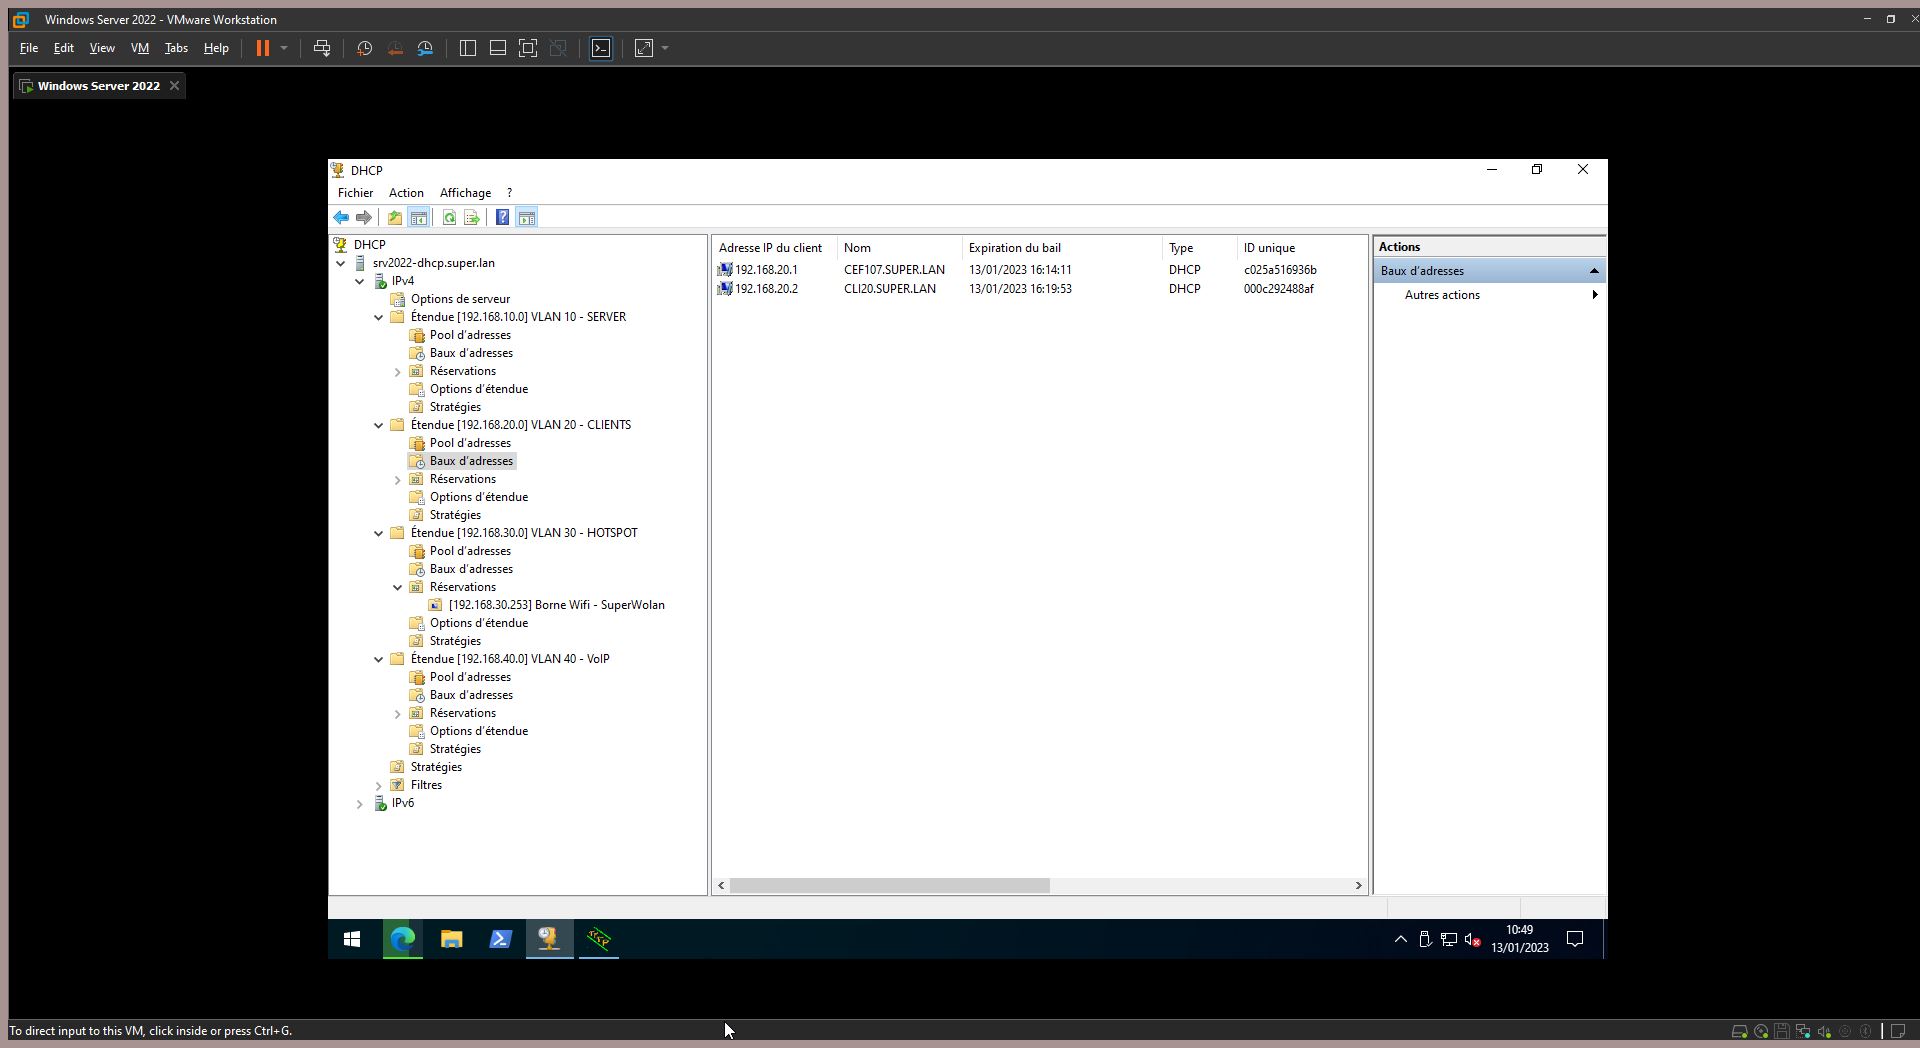 Windows Server 2022 - VMware Workstation
File Edit View VM Tabs Help
Windows Server 2022
DHCP
Fichier Action Affichage ?
DHCP
srv2022-dhcp.super.lan
IPv4
Options de serveur
Étendue [192.168.10.0] VLAN 10 - SERVER
Pool d'adresses
Baux d'adresses
Réservations
Options d'étendue
Stratégies
Étendue [192.168.20.0] VLAN 20 - CLIENTS
Pool d'adresses
Baux d'adresses
Réservations
Options d'étendue
Stratégies
Étendue [192.168.30.0] VLAN 30 - HOTSPOT
Pool d'adresses
Baux d'adresses
Réservations
[192.168.30.253] Borne Wifi - SuperWolan
Options d'étendue
Stratégies
Étendue [192.168.40.0] VLAN 40 - VoIP
Pool d'adresses
Baux d'adresses
Réservations
Options d'étendue
Stratégies
Stratégies
Filtres
IPv6
Adresse IP du client Nom Expiration du bail Type ID unique
192.168.20.1 CEF107.SUPER.LAN 13/01/2023 16:14:11 DHCP c025a516936b
192.168.20.2 CLI20.SUPER.LAN 13/01/2023 16:19:53 DHCP 000c292488af
Actions
Baux d'adresses
Autres actions
10:49
13/01/2023
To direct input to this VM, click inside or press Ctrl+G.